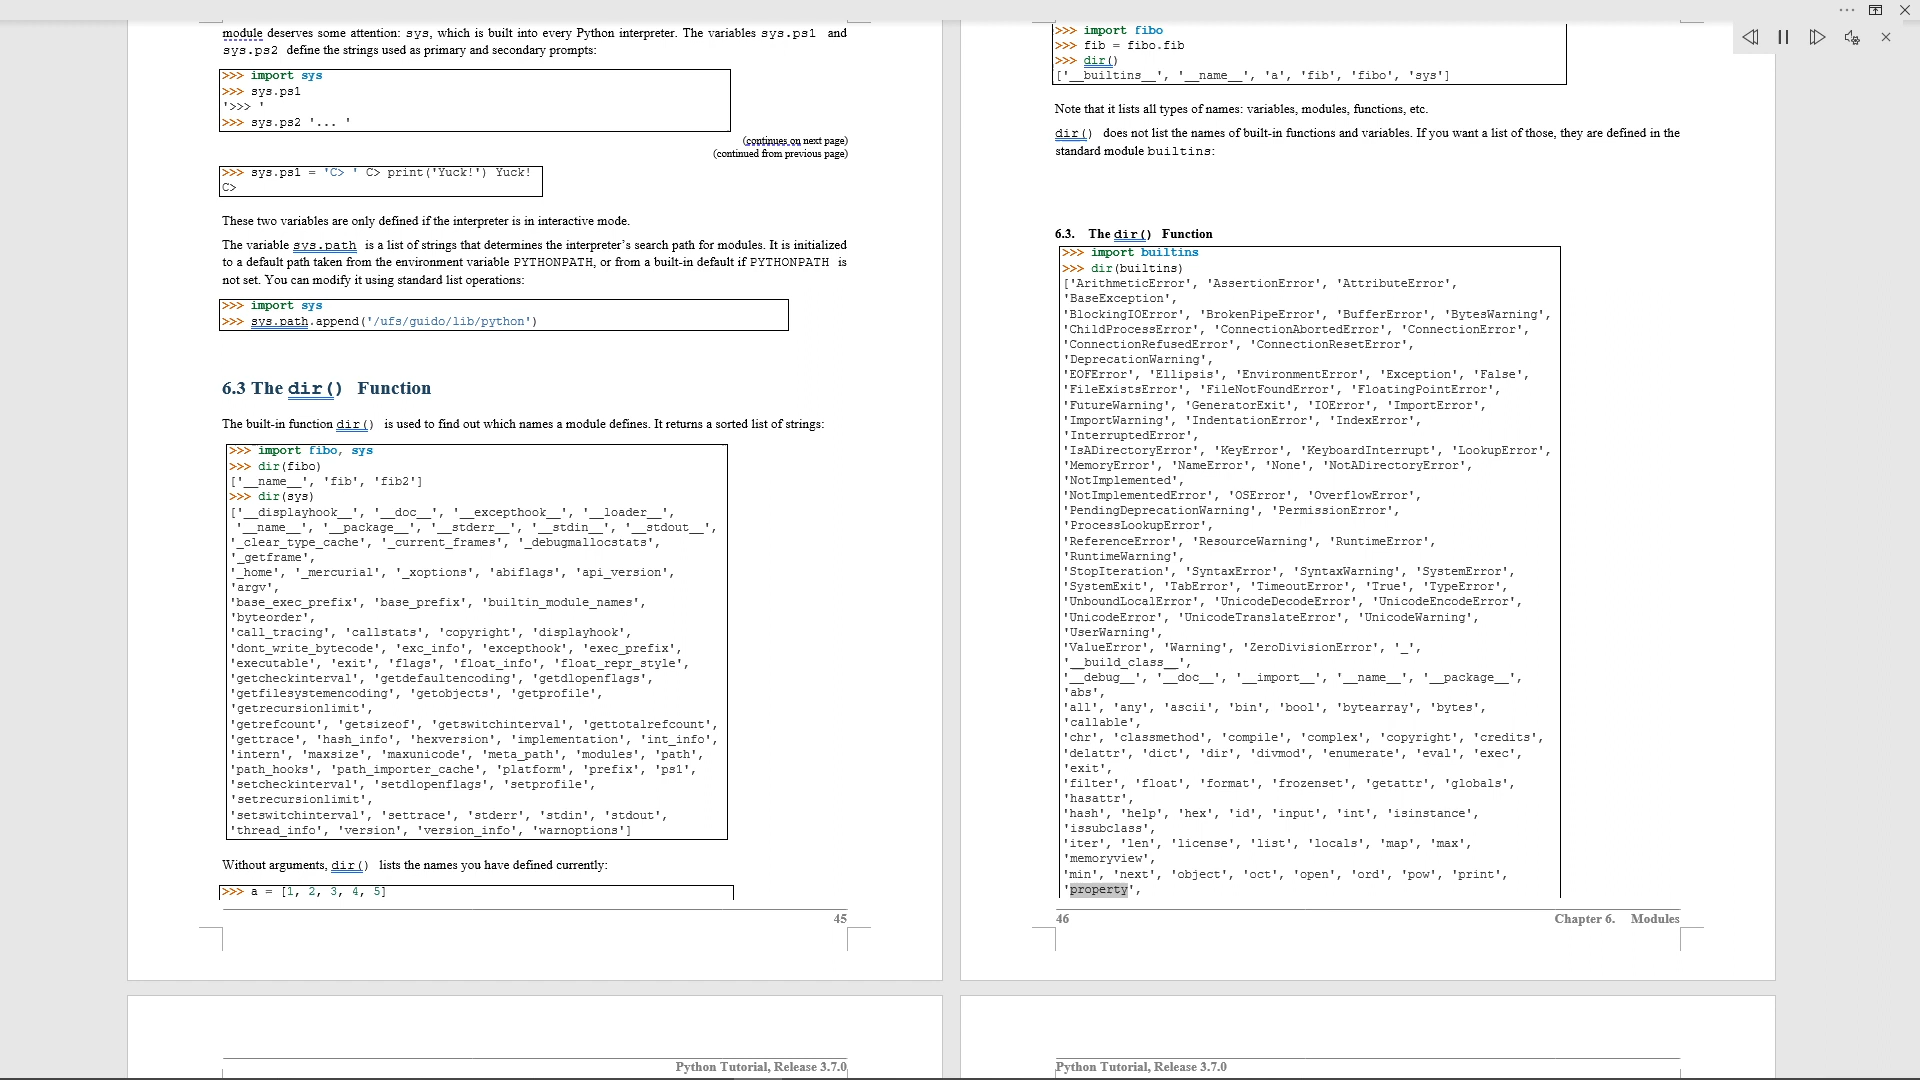 module deserves some attention: sys, which is built into every Python interpreter. The variables sys.ps1 and
sys.ps2 define the strings used as primary and secondary prompts:
>>> import sys
>>> sys.ps1
'>>> '
>>> sys.ps2 '... '
(continues on next page)
(continued from previous page)
>>> sys.ps1 = 'C> ' C> print('Yuck!') Yuck!
C>
These two variables are only defined if the interpreter is in interactive mode.
The variable sys.path is a list of strings that determines the interpreter's search path for modules. It is initialized
to a default path taken from the environment variable PYTHONPATH, or from a built-in default if PYTHONPATH is
not set. You can modify it using standard list operations:
>>> import sys
>>> sys.path.append('/ufs/guido/lib/python')
6.3 The dir() Function
The built-in function dir() is used to find out which names a module defines. It returns a sorted list of strings:
>>> import fibo, sys
>>> dir(fibo)
['__name__', 'fib', 'fib2']
>>> dir(sys)
['__displayhook__', '__doc__', '__excepthook__', '__loader__',
'__name__', '__package__', '__stderr__', '__stdin__', '__stdout__',
'_clear_type_cache', '_current_frames', '_debugmallocstats',
'_getframe',
'_home', '_mercurial', '_xoptions', 'abiflags', 'api_version',
'argv',
'base_exec_prefix', 'base_prefix', 'builtin_module_names',
'byteorder',
'call_tracing', 'callstats', 'copyright', 'displayhook',
'dont_write_bytecode', 'exc_info', 'excepthook', 'exec_prefix',
'executable', 'exit', 'flags', 'float_info', 'float_repr_style',
'getcheckinterval', 'getdefaultencoding', 'getdlopenflags',
'getfilesystemencoding', 'getobjects', 'getprofile',
'getrecursionlimit',
'getrefcount', 'getsizeof', 'getswitchinterval', 'gettotalrefcount',
'gettrace', 'hash_info', 'hexversion', 'implementation', 'int_info',
'intern', 'maxsize', 'maxunicode', 'meta_path', 'modules', 'path',
'path_hooks', 'path_importer_cache', 'platform', 'prefix', 'ps1',
'setcheckinterval', 'setdlopenflags', 'setprofile',
'setrecursionlimit',
'setswitchinterval', 'settrace', 'stderr', 'stdin', 'stdout',
'thread_info', 'version', 'version_info', 'warnoptions']
Without arguments, dir() lists the names you have defined currently:
>>> a = [1, 2, 3, 4, 5]
45
>>> import fibo
>>> fib = fibo.fib
>>> dir()
['__builtins__', '__name__', 'a', 'fib', 'fibo', 'sys']
Note that it lists all types of names: variables, modules, functions, etc.
dir() does not list the names of built-in functions and variables. If you want a list of those, they are defined in the
standard module builtins:
6.3. The dir() Function
>>> import builtins
>>> dir(builtins)
['ArithmeticError', 'AssertionError', 'AttributeError',
'BaseException',
'BlockingIOError', 'BrokenPipeError', 'BufferError', 'BytesWarning',
'ChildProcessError', 'ConnectionAbortedError', 'ConnectionError',
'ConnectionRefusedError', 'ConnectionResetError',
'DeprecationWarning',
'EOFError', 'Ellipsis', 'EnvironmentError', 'Exception', 'False',
'FileExistsError', 'FileNotFoundError', 'FloatingPointError',
'FutureWarning', 'GeneratorExit', 'IOError', 'ImportError',
'ImportWarning', 'IndentationError', 'IndexError',
'InterruptedError',
'IsADirectoryError', 'KeyError', 'KeyboardInterrupt', 'LookupError',
'MemoryError', 'NameError', 'None', 'NotADirectoryError',
'NotImplemented',
'NotImplementedError', 'OSError', 'OverflowError',
'PendingDeprecationWarning', 'PermissionError',
'ProcessLookupError',
'ReferenceError', 'ResourceWarning', 'RuntimeError',
'RuntimeWarning',
'StopIteration', 'SyntaxError', 'SyntaxWarning', 'SystemError',
'SystemExit', 'TabError', 'TimeoutError', 'True', 'TypeError',
'UnboundLocalError', 'UnicodeDecodeError', 'UnicodeEncodeError',
'UnicodeError', 'UnicodeTranslateError', 'UnicodeWarning',
'UserWarning',
'ValueError', 'Warning', 'ZeroDivisionError', '_',
'__build_class__',
'__debug__', '__doc__', '__import__', '__name__', '__package__',
'abs',
'all', 'any', 'ascii', 'bin', 'bool', 'bytearray', 'bytes',
'callable',
'chr', 'classmethod', 'compile', 'complex', 'copyright', 'credits',
'delattr', 'dict', 'dir', 'divmod', 'enumerate', 'eval', 'exec',
'exit',
'filter', 'float', 'format', 'frozenset', 'getattr', 'globals',
'hasattr',
'hash', 'help', 'hex', 'id', 'input', 'int', 'isinstance',
'issubclass',
'iter', 'len', 'license', 'list', 'locals', 'map', 'max',
'memoryview',
'min', 'next', 'object', 'oct', 'open', 'ord', 'pow', 'print',
'property',
46 Chapter 6. Modules
Python Tutorial, Release 3.7.0
Python Tutorial, Release 3.7.0